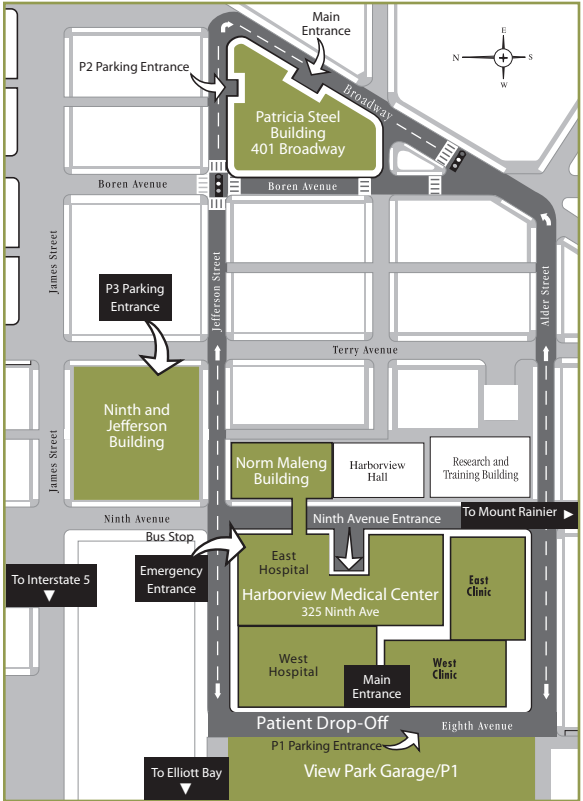 Main
Entrance
E
N
S
W
P2 Parking Entrance
Broadway
Patricia Steel
Building
401 Broadway
Boren Avenue
Boren Avenue
James Street
P3 Parking
Entrance
Jefferson Street
Alder Street
Terry Avenue
Ninth and
Jefferson
Building
James Street
Norm Maleng
Building
Harborview
Hall
Research and
Training Building
Ninth Avenue
Ninth Avenue Entrance
To Mount Rainier
Bus Stop
Emergency
Entrance
East
Hospital
East
Clinic
To Interstate 5
Harborview Medical Center
325 Ninth Ave
West
Hospital
West
Clinic
Main
Entrance
Patient Drop-Off
Eighth Avenue
P1 Parking Entrance
To Elliott Bay
View Park Garage/P1